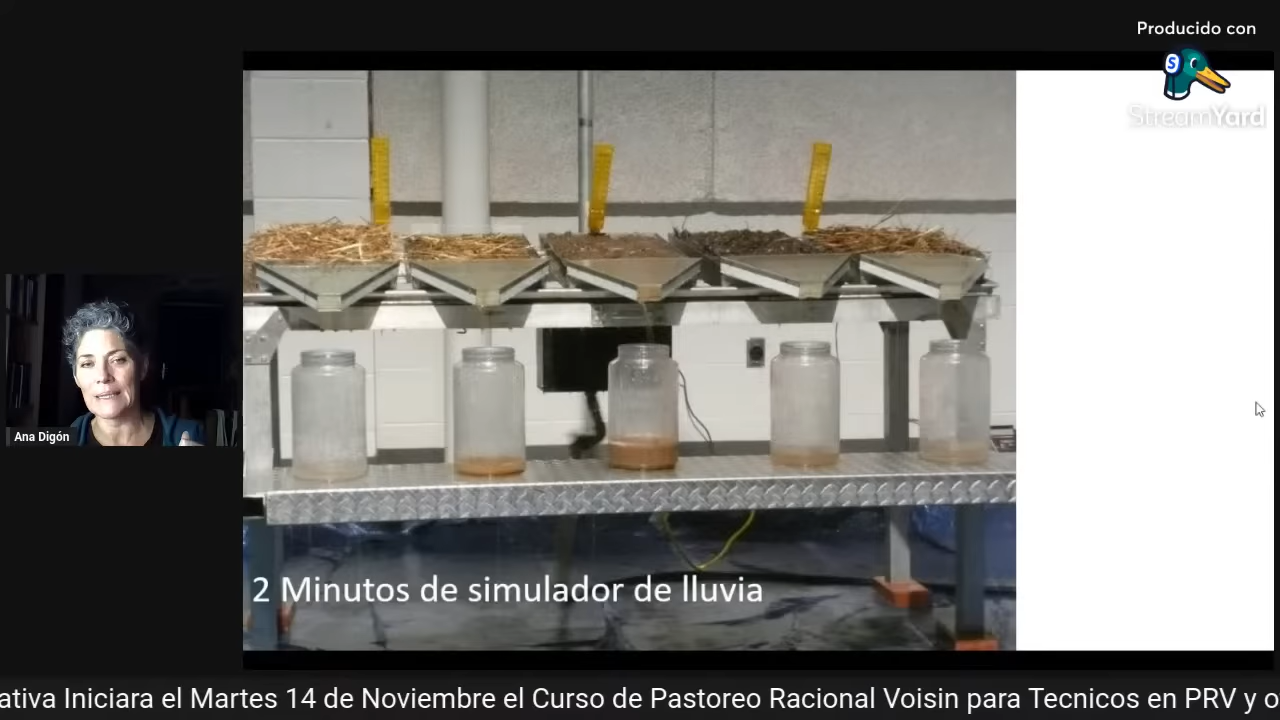 Producido con
StreamYard
Ana Digón
2 Minutos de simulador de lluvia
ativa Iniciara el Martes 14 de Noviembre el Curso de Pastoreo Racional Voisin para Tecnicos en PRV y o